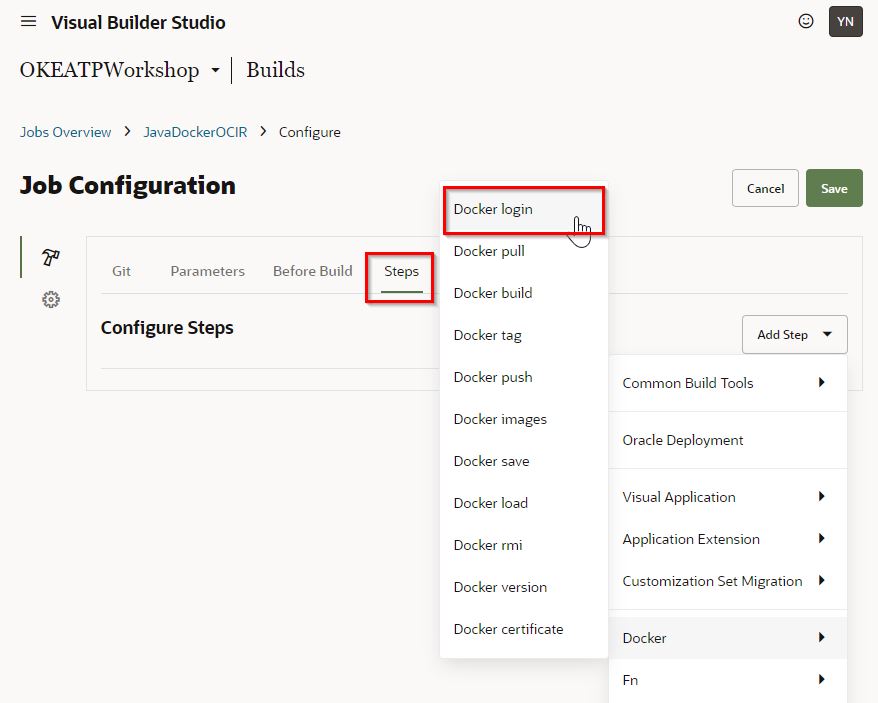 Visual Builder Studio
YN
OKEATPWorkshop
Builds
Jobs Overview > JavaDockerOCIR > Configure
Job Configuration
Cancel
Save
Git
Parameters
Before Build
Steps
Configure Steps
Add Step
Docker login
Docker pull
Docker build
Docker tag
Docker push
Docker images
Docker save
Docker load
Docker rmi
Docker version
Docker certificate
Common Build Tools
Oracle Deployment
Visual Application
Application Extension
Customization Set Migration
Docker
Fn